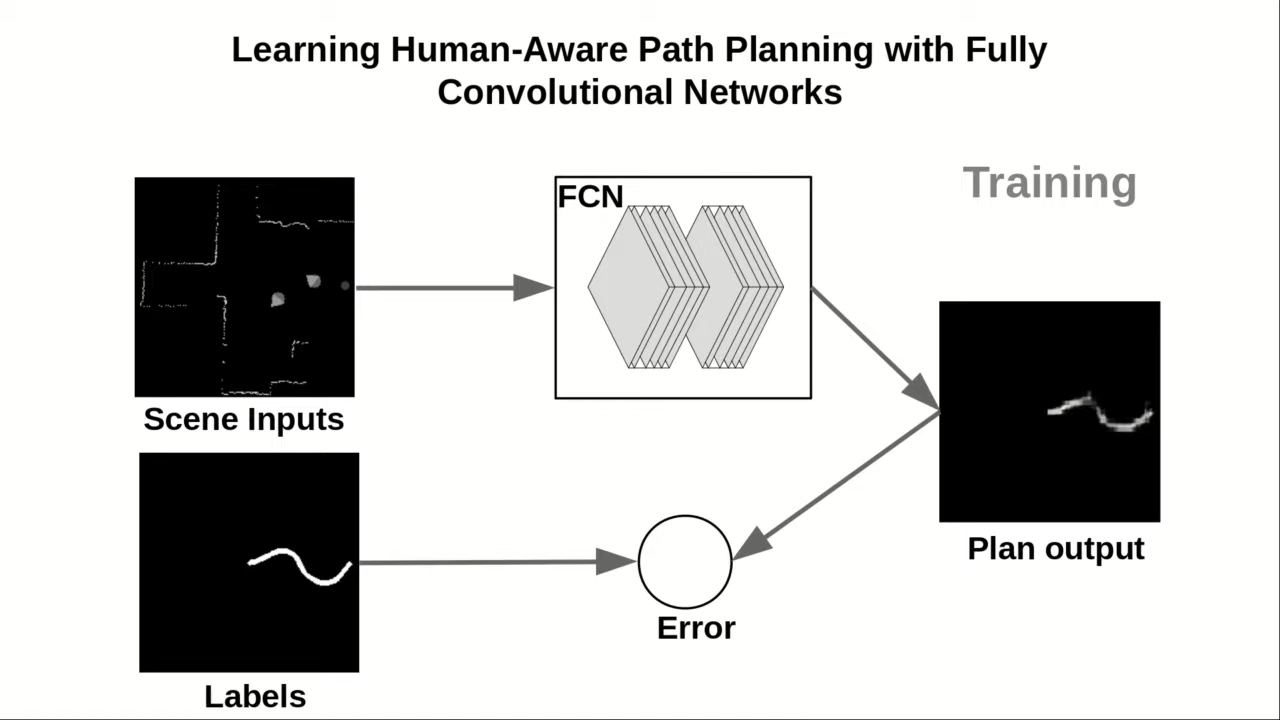 Learning Human-Aware Path Planning with Fully
Convolutional Networks
Training
FCN
Scene Inputs
Plan output
Error
Labels